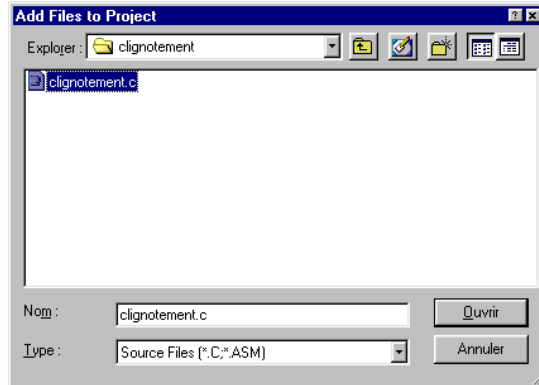 Add Files to Project
Explorer : clignotement
clignotement.c
Nom : clignotement.c
Ouvrir
Type : Source Files (*.C;*.ASM)
Annuler